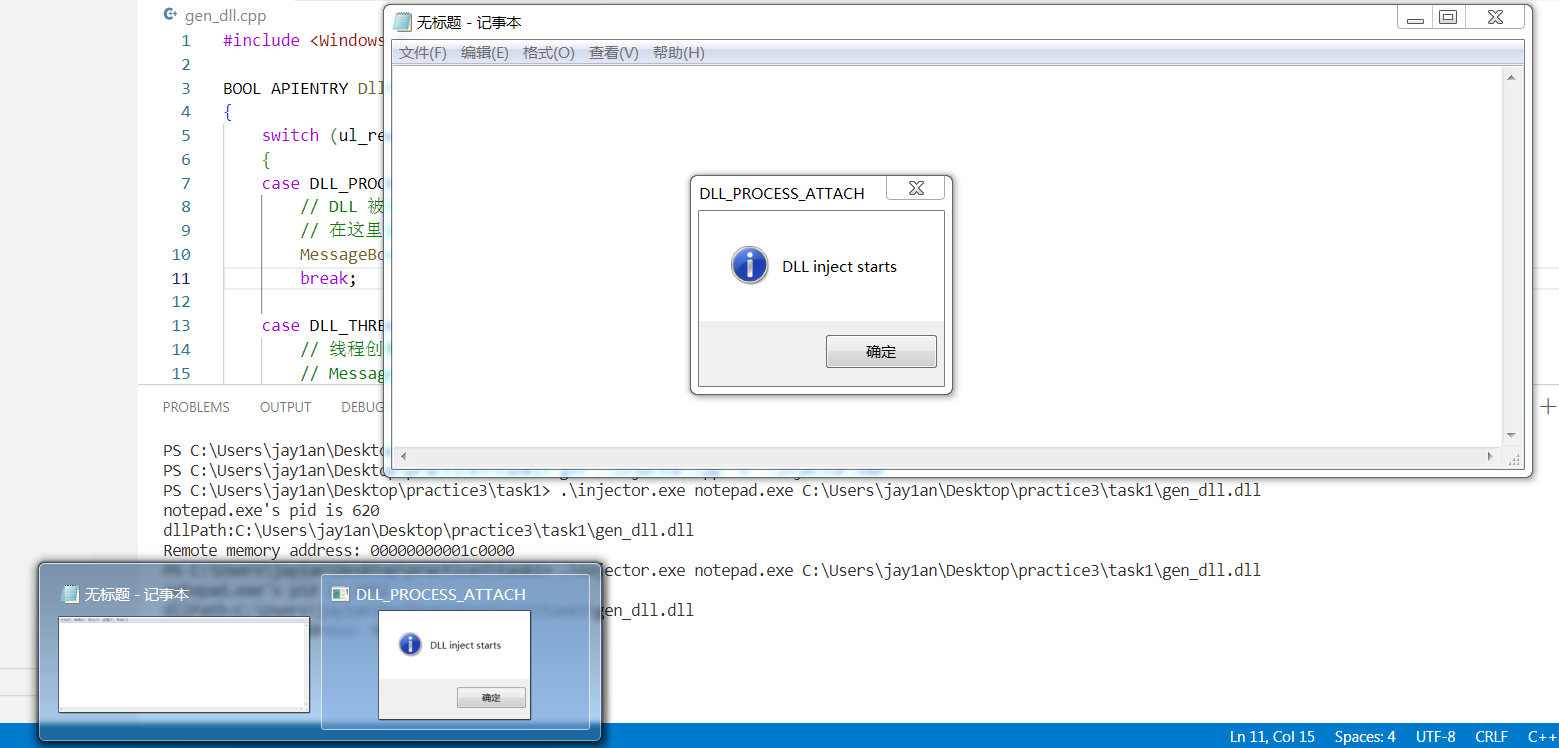 gen_dll.cpp
1 #include <Windows
2
3 BOOL APIENTRY Dll
4 {
5 switch (ul_re
6 {
7 case DLL_PROC
8 // DLL 被
9 // 在这里
10 MessageBo
11 break;
12
13 case DLL_THRE
14 // 线程创
15 // Messag
无标题 - 记事本
文件(F) 编辑(E) 格式(O) 查看(V) 帮助(H)
DLL_PROCESS_ATTACH
DLL inject starts
确定
PROBLEMS OUTPUT DEBUG
PS C:\Users\jay1an\Deskto
PS C:\Users\jay1an\Deskto
PS C:\Users\jay1an\Desktop\practice3\task1> .\injector.exe notepad.exe C:\Users\jay1an\Desktop\practice3\task1\gen_dll.dll
notepad.exe's pid is 620
dllPath:C:\Users\jay1an\Desktop\practice3\task1\gen_dll.dll
Remote memory address: 00000000001c0000
jector.exe notepad.exe C:\Users\jay1an\Desktop\practice3\task1\gen_dll.dll
gen_dll.dll
无标题 - 记事本
DLL_PROCESS_ATTACH
DLL inject starts
确定
Ln 11, Col 15 Spaces: 4 UTF-8 CRLF C++